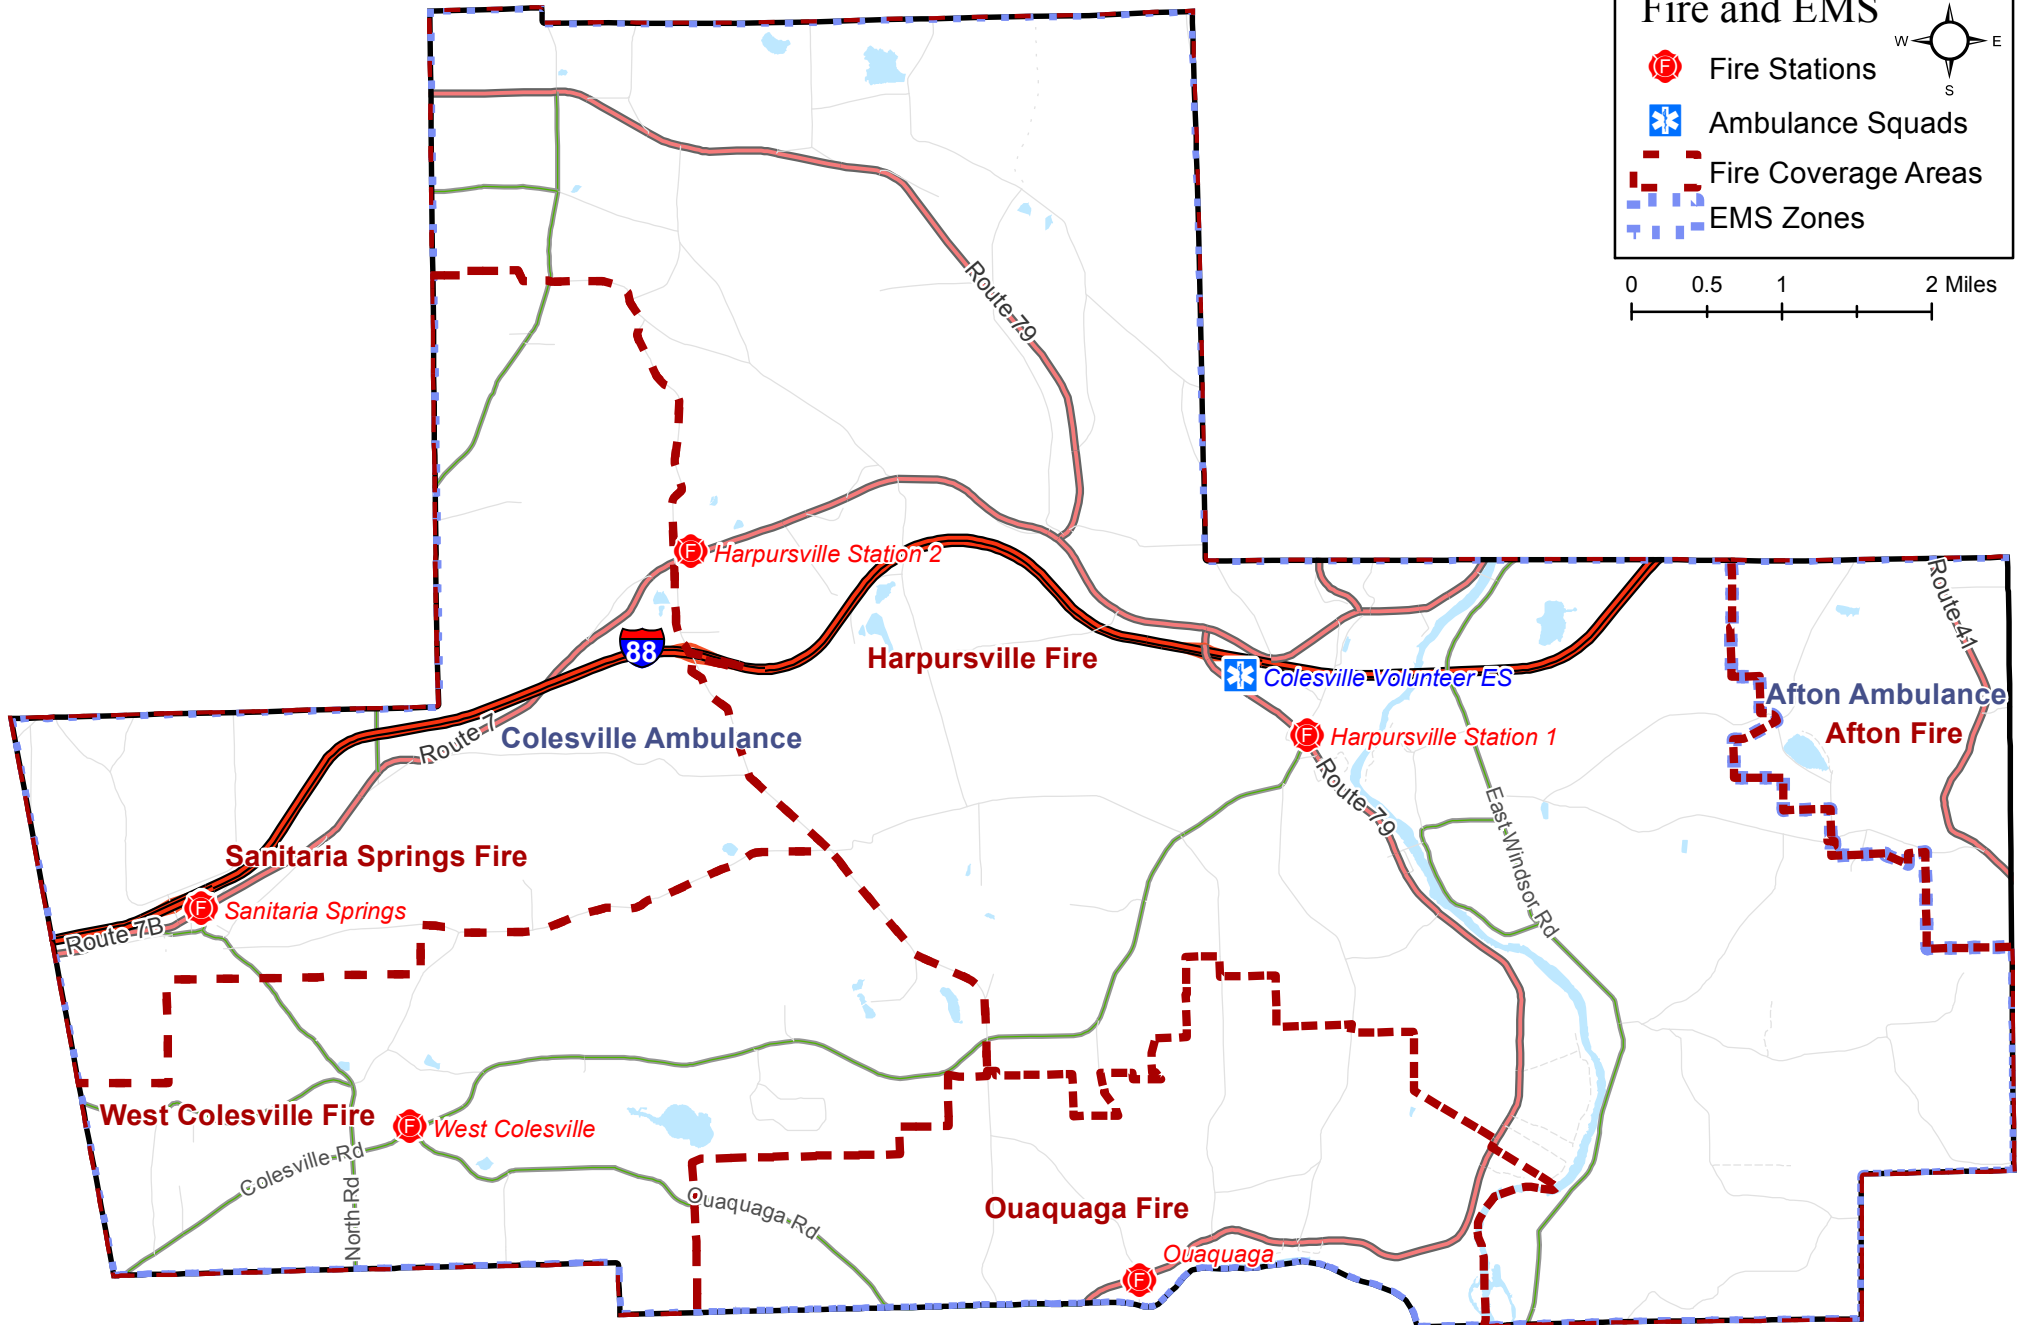 Fire and EMS
W
E
S
Fire Stations
Ambulance Squads
Fire Coverage Areas
EMS Zones
0 0.5 1 2 Miles
Route 79
Route 41
F Harpursville Station 2
88
Harpursville Fire
Colesville Volunteer ES
Afton Ambulance
Afton Fire
Route 7
Colesville Ambulance
F Harpursville Station 1
Route 79
East Windsor Rd
Sanitaria Springs Fire
F Sanitaria Springs
Route 7B
West Colesville Fire
F West Colesville
Colesville Rd
North Rd
Ouaquaga Rd
Ouaquaga Fire
Ouaquaga
F